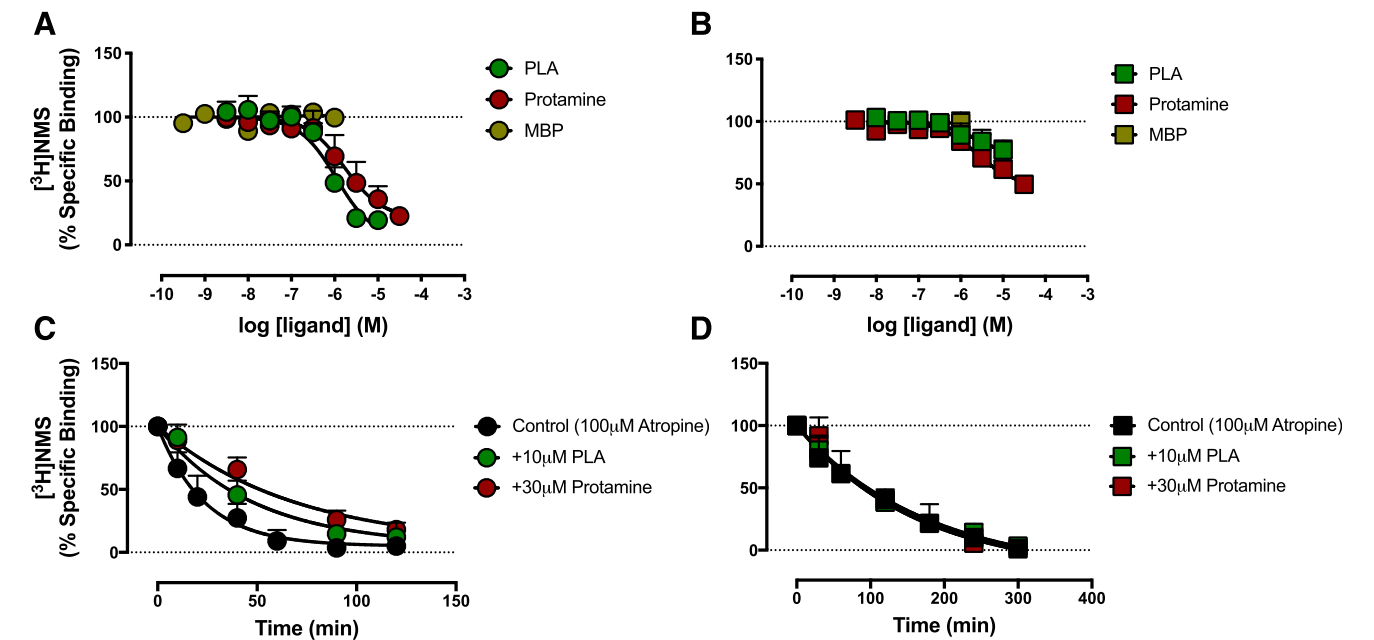 A
[³H]NMS
(% Specific Binding)
150
100
50
0
-10 -9 -8 -7 -6 -5 -4 -3
log [ligand] (M)
PLA
Protamine
MBP
B
150
100
50
0
-10 -9 -8 -7 -6 -5 -4 -3
log [ligand] (M)
PLA
Protamine
MBP
C
[³H]NMS
(% Specific Binding)
150
100
50
0
0 50 100 150
Time (min)
Control (100μM Atropine)
+10μM PLA
+30μM Protamine
D
150
100
50
0
0 100 200 300 400
Time (min)
Control (100μM Atropine)
+10μM PLA
+30μM Protamine